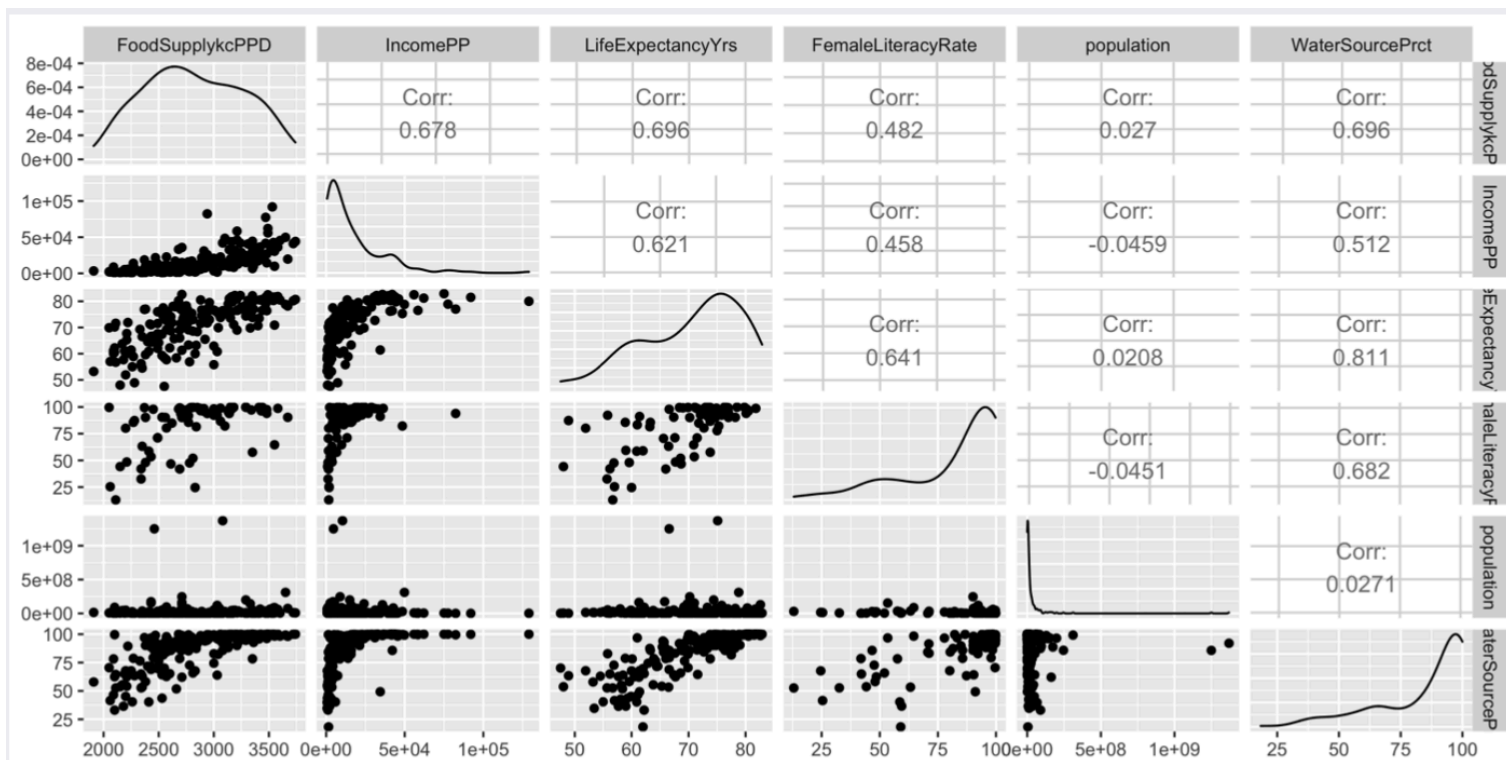 FoodSupplykcPPD IncomePP LifeExpectancyYrs FemaleLiteracyRate population WaterSourcePrct
8e-04
6e-04 Corr: Corr: Corr: Corr: Corr:
4e-04
2e-04 0.678 0.696 0.482 0.027 0.696
0e+00
odSupplykcP
1e+05 Corr: Corr: Corr: Corr:
5e+04 0.621 0.458 -0.0459 0.512
0e+00
IncomePP
80
70 Corr: Corr: Corr:
60 0.641 0.0208 0.811
50
eExpectancy
100
75 Corr: Corr:
50 -0.0451 0.682
25
naleLiteracyF
1e+09 Corr:
5e+08 0.0271
0e+00
population
100
75
50
25
aterSourceP
2000 2500 3000 3500 0e+00 5e+04 1e+05 50 60 70 80 25 50 75 100 0e+00 5e+08 1e+09 25 50 75 100